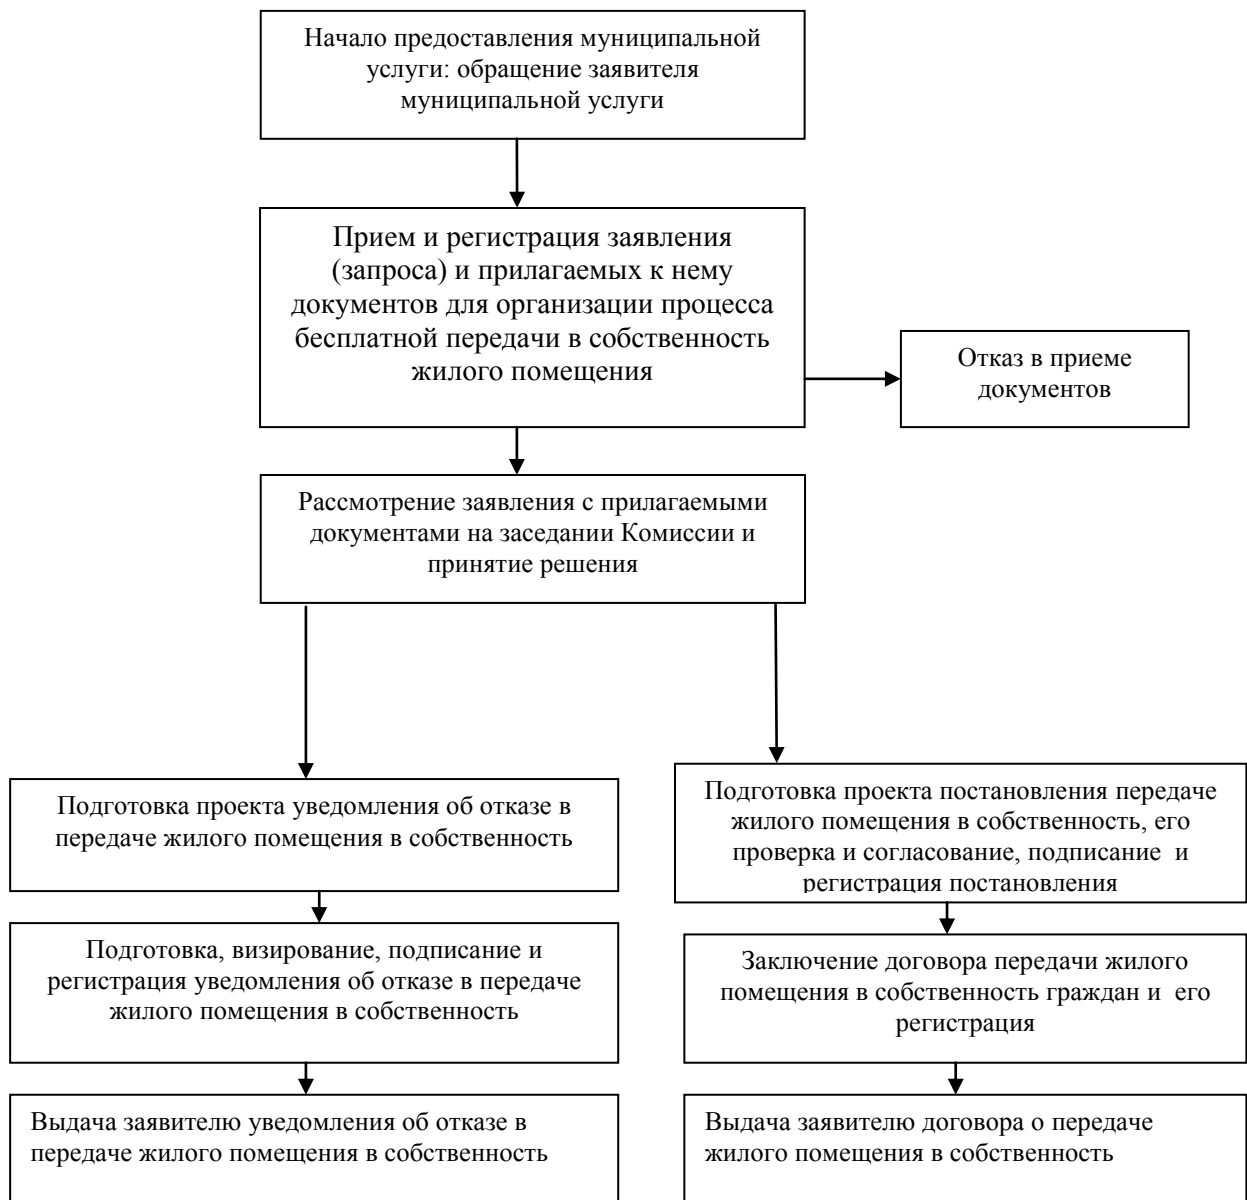 Начало предоставления муниципальной
услуги: обращение заявителя
муниципальной услуги
Прием и регистрация заявления
(запроса) и прилагаемых к нему
документов для организации процесса
бесплатной передачи в собственность
жилого помещения
Отказ в приеме
документов
Рассмотрение заявления с прилагаемыми
документами на заседании Комиссии и
принятие решения
Подготовка проекта уведомления об отказе в
передаче жилого помещения в собственность
Подготовка проекта постановления передаче
жилого помещения в собственность, его
проверка и согласование, подписание и
регистрация постановления
Подготовка, визирование, подписание и
регистрация уведомления об отказе в передаче
жилого помещения в собственность
Заключение договора передачи жилого
помещения в собственность граждан и его
регистрация
Выдача заявителю уведомления об отказе в
передаче жилого помещения в собственность
Выдача заявителю договора о передаче
жилого помещения в собственность